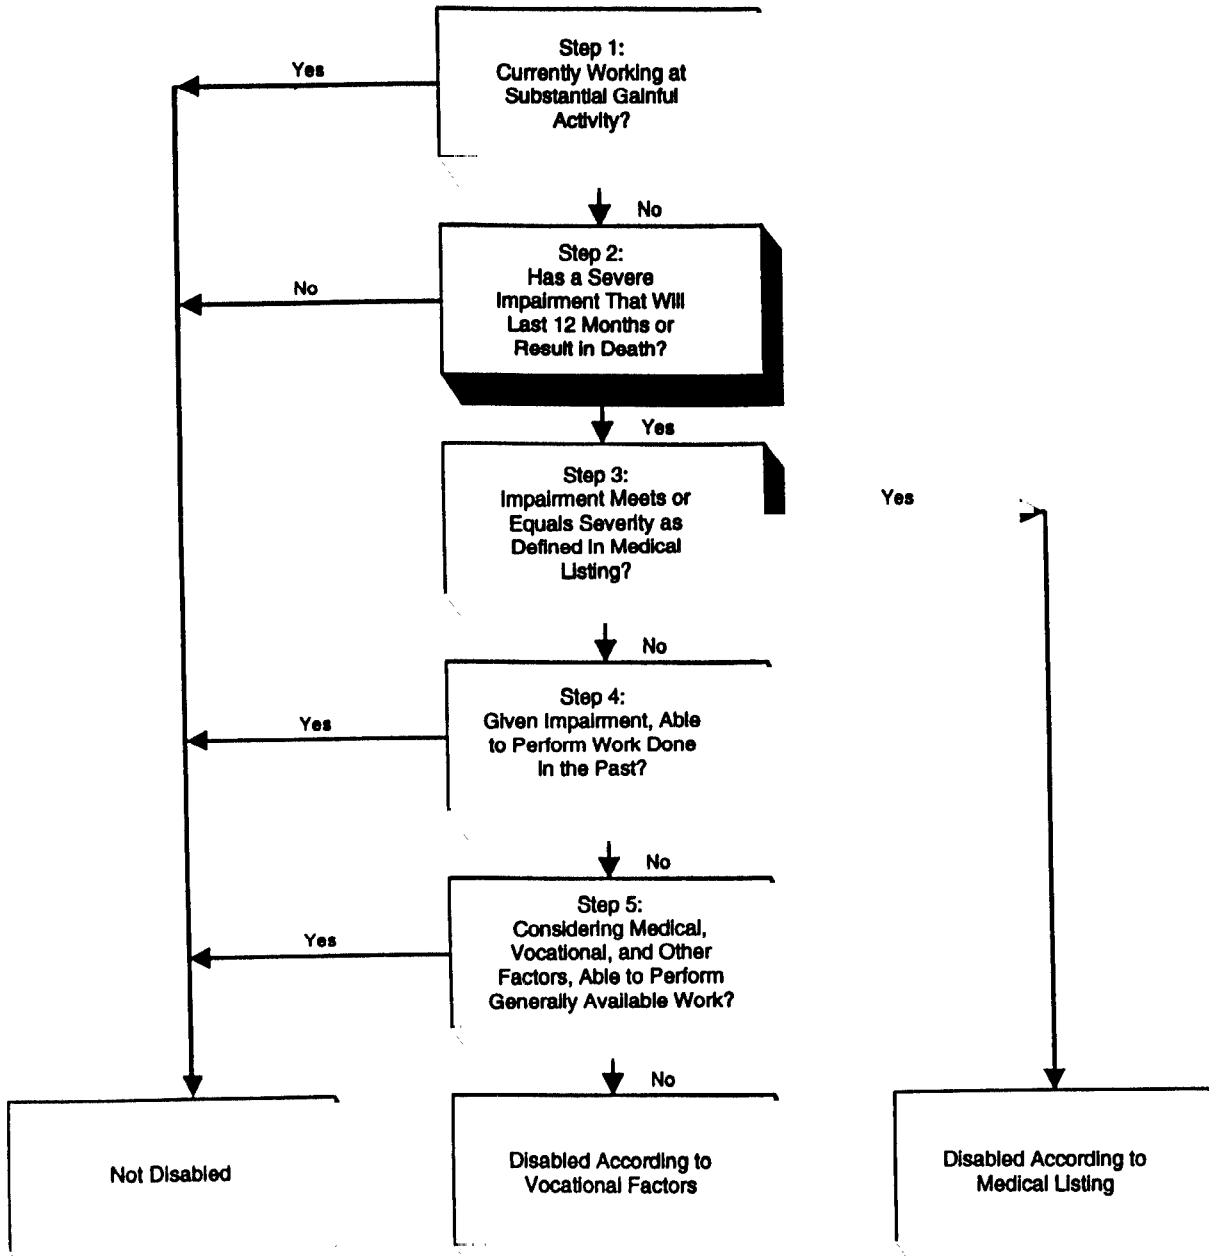 Step 1:
Currently Working at
Substantial Gainful
Activity?
Yes
No
Step 2:
Has a Severe
Impairment That Will
Last 12 Months or
Result in Death?
No
Yes
Step 3:
Impairment Meets or
Equals Severity as
Defined in Medical
Listing?
Yes
No
Step 4:
Given Impairment, Able
to Perform Work Done
in the Past?
Yes
No
Step 5:
Considering Medical,
Vocational, and Other
Factors, Able to Perform
Generally Available Work?
Yes
No
Not Disabled
Disabled According to
Vocational Factors
Disabled According to
Medical Listing